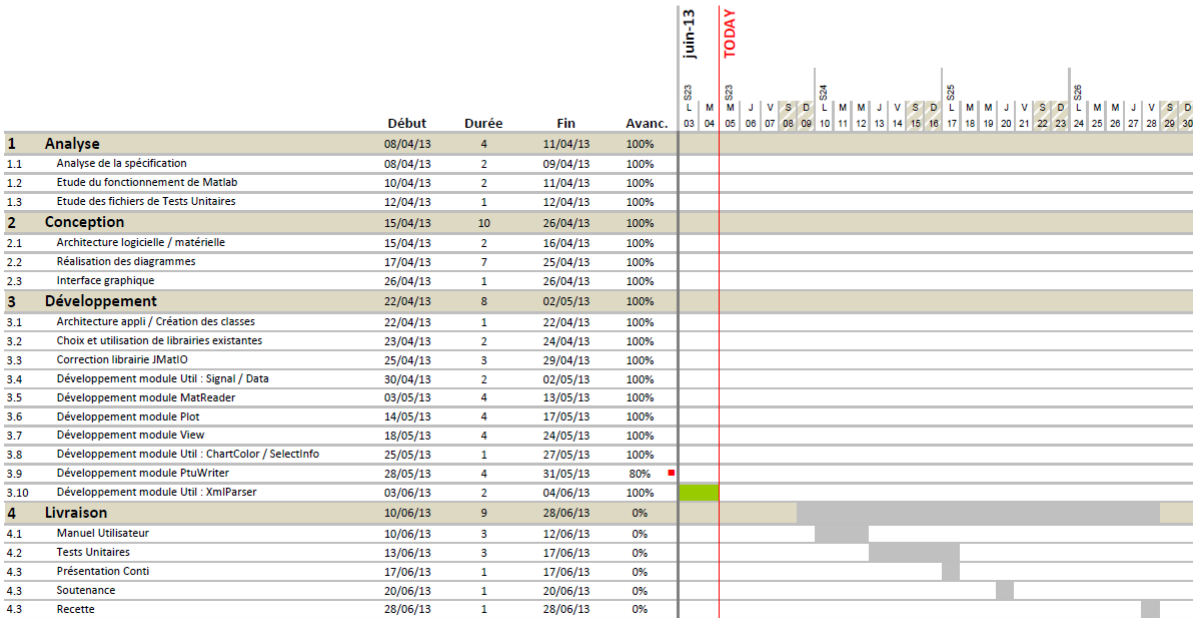 juin-13 TODAY
S23 S23 S24 S25 S26
L M M J V S D L M M J V S D L M M J V S D L M M J V S D
Début Durée Fin Avanc. 03 04 05 06 07 08 09 10 11 12 13 14 15 16 17 18 19 20 21 22 23 24 25 26 27 28 29 30
1 Analyse 08/04/13 4 11/04/13 100%
1.1 Analyse de la spécification 08/04/13 2 09/04/13 100%
1.2 Etude du fonctionnement de Matlab 10/04/13 2 11/04/13 100%
1.3 Etude des fichiers de Tests Unitaires 12/04/13 1 12/04/13 100%
2 Conception 15/04/13 10 26/04/13 100%
2.1 Architecture logicielle / matérielle 15/04/13 2 16/04/13 100%
2.2 Réalisation des diagrammes 17/04/13 7 25/04/13 100%
2.3 Interface graphique 26/04/13 1 26/04/13 100%
3 Développement 22/04/13 8 02/05/13 100%
3.1 Architecture appli / Création des classes 22/04/13 1 22/04/13 100%
3.2 Choix et utilisation de librairies existantes 23/04/13 2 24/04/13 100%
3.3 Correction librairie JMatIO 25/04/13 3 29/04/13 100%
3.4 Développement module Util : Signal / Data 30/04/13 2 02/05/13 100%
3.5 Développement module MatReader 03/05/13 4 13/05/13 100%
3.6 Développement module Plot 14/05/13 4 17/05/13 100%
3.7 Développement module View 18/05/13 4 24/05/13 100%
3.8 Développement module Util : ChartColor / SelectInfo 25/05/13 1 27/05/13 100%
3.9 Développement module PtuWriter 28/05/13 4 31/05/13 80%
3.10 Développement module Util : XmlParser 03/06/13 2 04/06/13 100%
4 Livraison 10/06/13 9 28/06/13 0%
4.1 Manuel Utilisateur 10/06/13 3 12/06/13 0%
4.2 Tests Unitaires 13/06/13 3 17/06/13 0%
4.3 Présentation Conti 17/06/13 1 17/06/13 0%
4.3 Soutenance 20/06/13 1 20/06/13 0%
4.3 Recette 28/06/13 1 28/06/13 0%